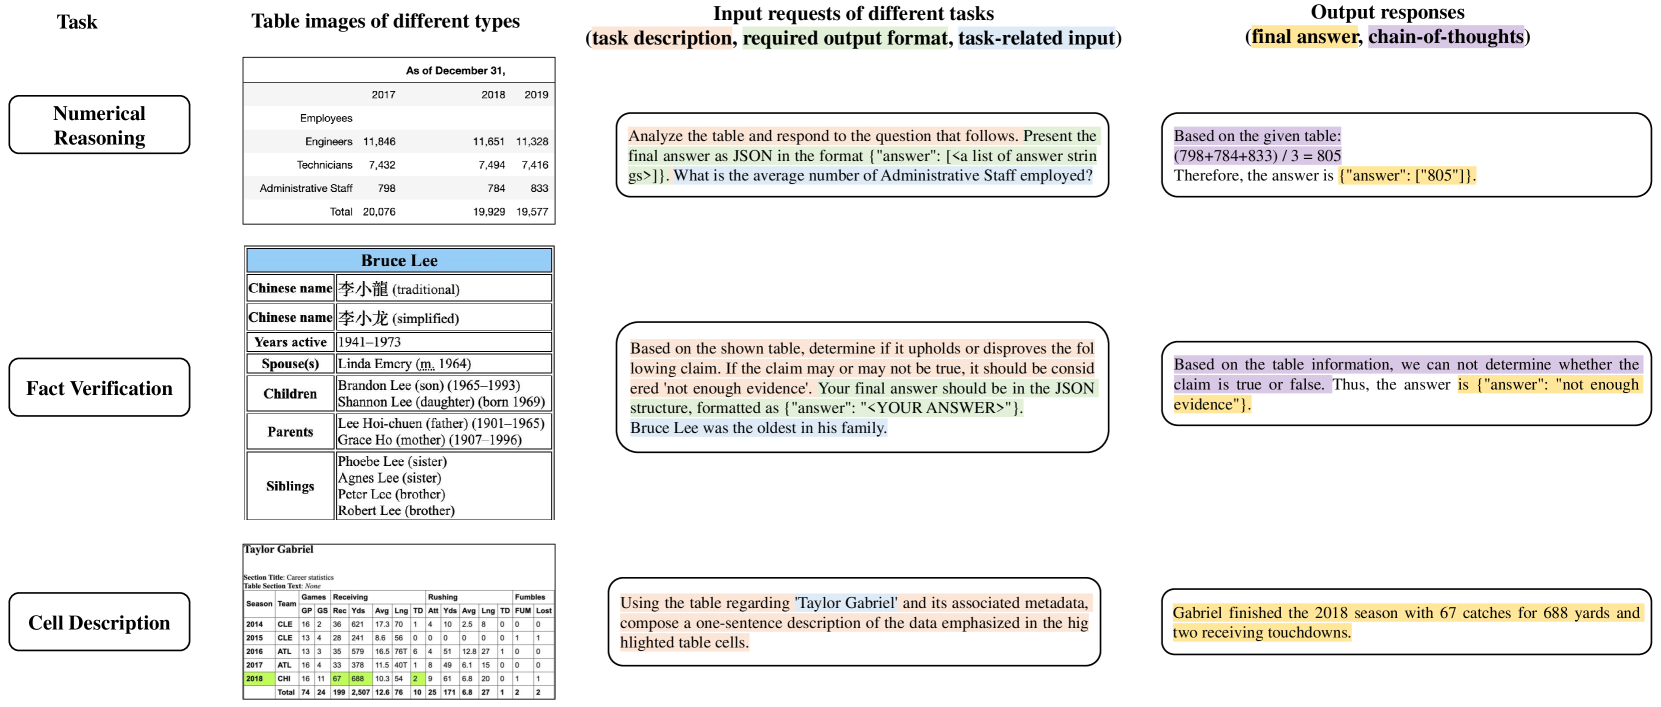 Task
Table images of different types
Input requests of different tasks
(task description, required output format, task-related input)
Output responses
(final answer, chain-of-thoughts)
Numerical
Reasoning
As of December 31,
2017 2018 2019
Employees
Engineers 11,846 11,651 11,328
Technicians 7,432 7,494 7,416
Administrative Staff 798 784 833
Total 20,076 19,929 19,577
Analyze the table and respond to the question that follows. Present the
final answer as JSON in the format {"answer": [<a list of answer strin
gs>]}. What is the average number of Administrative Staff employed?
Based on the given table:
(798+784+833) / 3 = 805
Therefore, the answer is {"answer": ["805"]}.
Fact Verification
Bruce Lee
Chinese name 李小龍 (traditional)
Chinese name 李小龙 (simplified)
Years active 1941–1973
Spouse(s) Linda Emery (m. 1964)
Children
Brandon Lee (son) (1965–1993)
Shannon Lee (daughter) (born 1969)
Parents
Lee Hoi-chuen (father) (1901–1965)
Grace Ho (mother) (1907–1996)
Siblings
Phoebe Lee (sister)
Agnes Lee (sister)
Peter Lee (brother)
Robert Lee (brother)
Based on the shown table, determine if it upholds or disproves the fol
lowing claim. If the claim may or may not be true, it should be consid
ered 'not enough evidence'. Your final answer should be in the JSON
structure, formatted as {"answer": "<YOUR ANSWER>"}.
Bruce Lee was the oldest in his family.
Based on the table information, we can not determine whether the
claim is true or false. Thus, the answer is {"answer": "not enough
evidence"}.
Cell Description
Taylor Gabriel
Section Title: Career statistics
Table Section Text: None
Season Team Games Receiving Rushing Fumbles
GP GS Rec Yds Avg Lng TD Att Yds Avg Lng TD FUM Lost
2014 CLE 16 2 36 621 17.3 70 1 4 10 2.5 8 0 0 0
2015 CLE 13 4 28 241 8.6 56 0 0 0 0 0 0 1 1
2016 ATL 13 3 35 579 16.5 76T 6 4 51 12.8 27 1 0 0
2017 ATL 16 4 33 378 11.5 40T 1 8 49 6.1 15 0 0 0
2018 CHI 16 11 67 688 10.3 54 2 9 61 6.8 20 0 1 1
Total 74 24 199 2,507 12.6 76 10 25 171 6.8 27 1 2 2
Using the table regarding 'Taylor Gabriel' and its associated metadata,
compose a one-sentence description of the data emphasized in the hig
hlighted table cells.
Gabriel finished the 2018 season with 67 catches for 688 yards and
two receiving touchdowns.